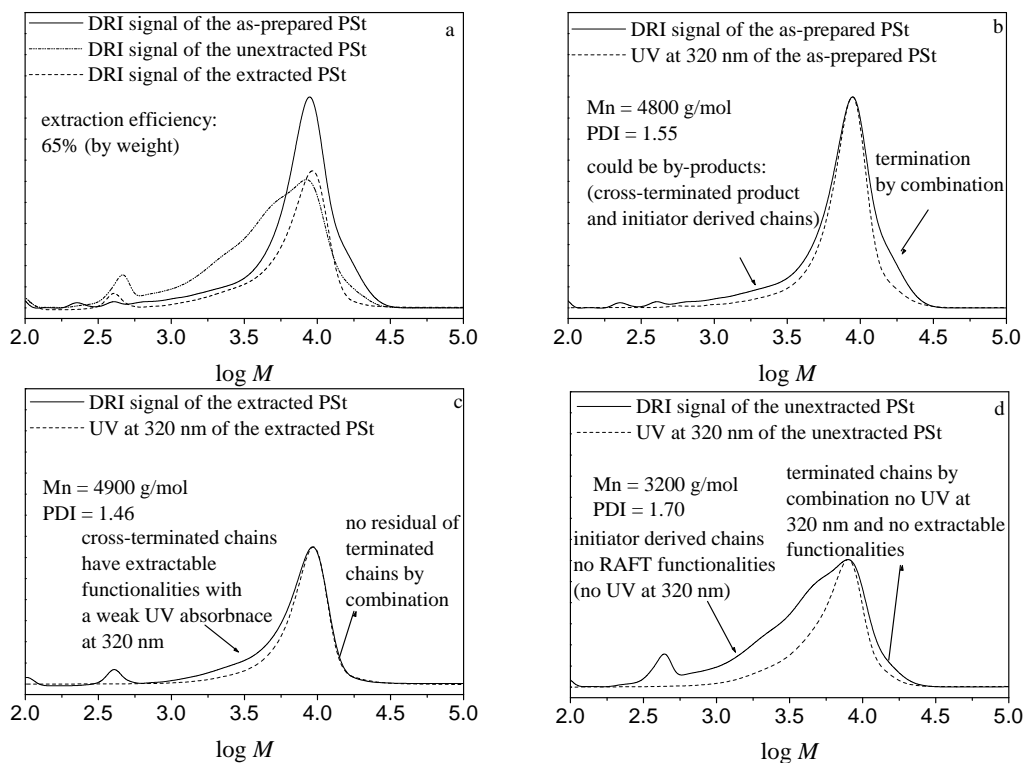 DRI signal of the as-prepared PSt
DRI signal of the unextracted PSt
DRI signal of the extracted PSt
a
extraction efficiency:
65% (by weight)
2.0 2.5 3.0 3.5 4.0 4.5 5.0
log M
DRI signal of the as-prepared PSt
UV at 320 nm of the as-prepared PSt
b
Mn = 4800 g/mol
PDI = 1.55
could be by-products:
(cross-terminated product
and initiator derived chains)
termination
by combination
2.0 2.5 3.0 3.5 4.0 4.5 5.0
log M
DRI signal of the extracted PSt
UV at 320 nm of the extracted PSt
c
Mn = 4900 g/mol
PDI = 1.46
cross-terminated chains
have extractable
functionalities with
a weak UV absorbnace
at 320 nm
no residual of
terminated
chains by
combination
2.0 2.5 3.0 3.5 4.0 4.5 5.0
log M
DRI signal of the unextracted PSt
UV at 320 nm of the unextracted PSt
d
Mn = 3200 g/mol
PDI = 1.70
initiator derived chains
no RAFT functionalities
(no UV at 320 nm)
terminated chains by
combination no UV at
320 nm and no extractable
functionalities
2.0 2.5 3.0 3.5 4.0 4.5 5.0
log M